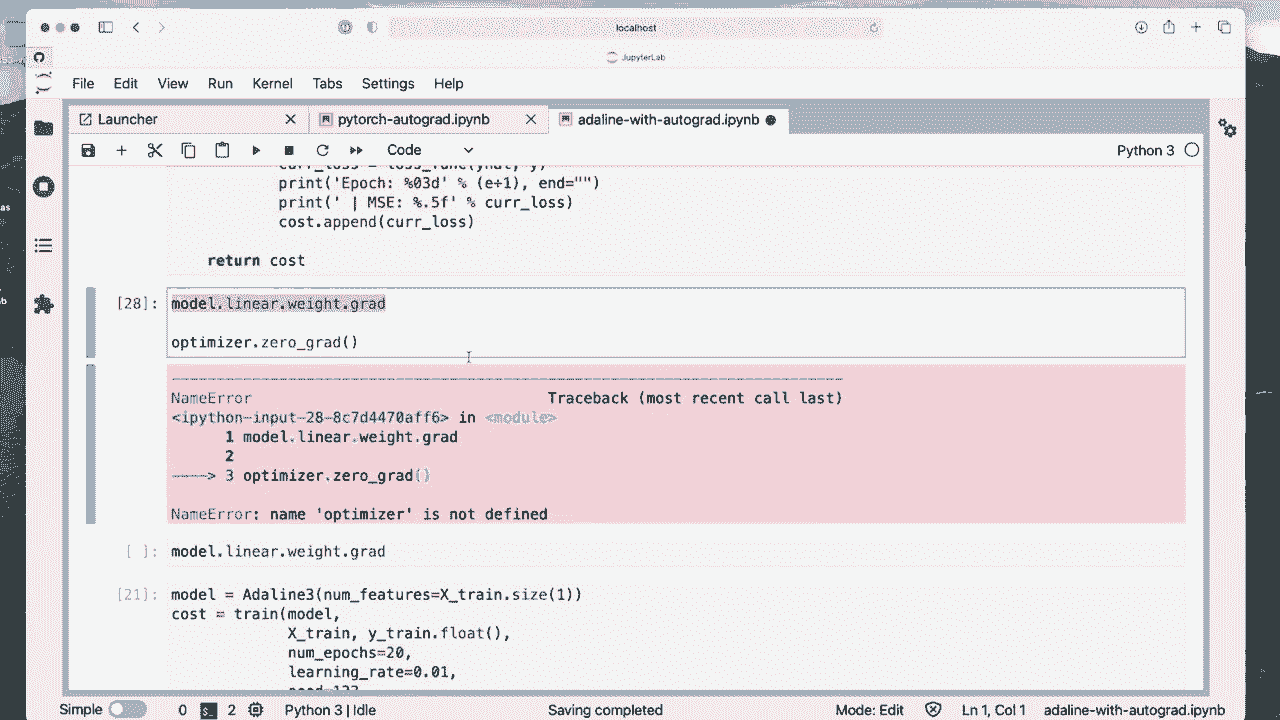 localhost
JupyterLab
File Edit View Run Kernel Tabs Settings Help
Launcher pytorch-autograd.ipynb adaline-with-autograd.ipynb
Code Python 3
as
print('Epoch: %03d' % (e+1), end="")
print(' | MSE: %.5f' % curr_loss)
cost.append(curr_loss)
return cost
[28]: model.linear.weight.grad
optimizer.zero_grad()
NameError Traceback (most recent call last)
<ipython-input-28-8c7d4470aff6> in <module>
1 model.linear.weight.grad
2
----> 3 optimizer.zero_grad()
NameError: name 'optimizer' is not defined
[ ]: model.linear.weight.grad
[21]: model = Adaline3(num_features=X_train.size(1))
cost = train(model,
X_train, y_train.float(),
num_epochs=20,
learning_rate=0.01,
Simple 0 2 Python 3 | Idle Saving completed Mode: Edit Ln 1, Col 1 adaline-with-autograd.ipynb